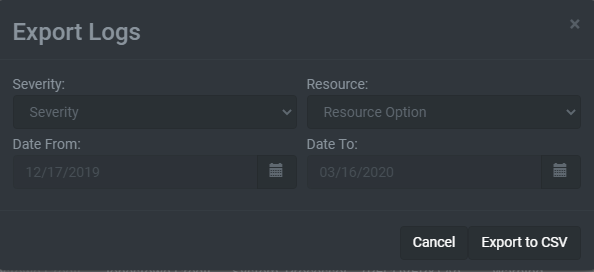 Export Logs
×
Severity: Resource:
Severity Resource Option
Date From: Date To:
12/17/2019 03/16/2020
Cancel Export to CSV